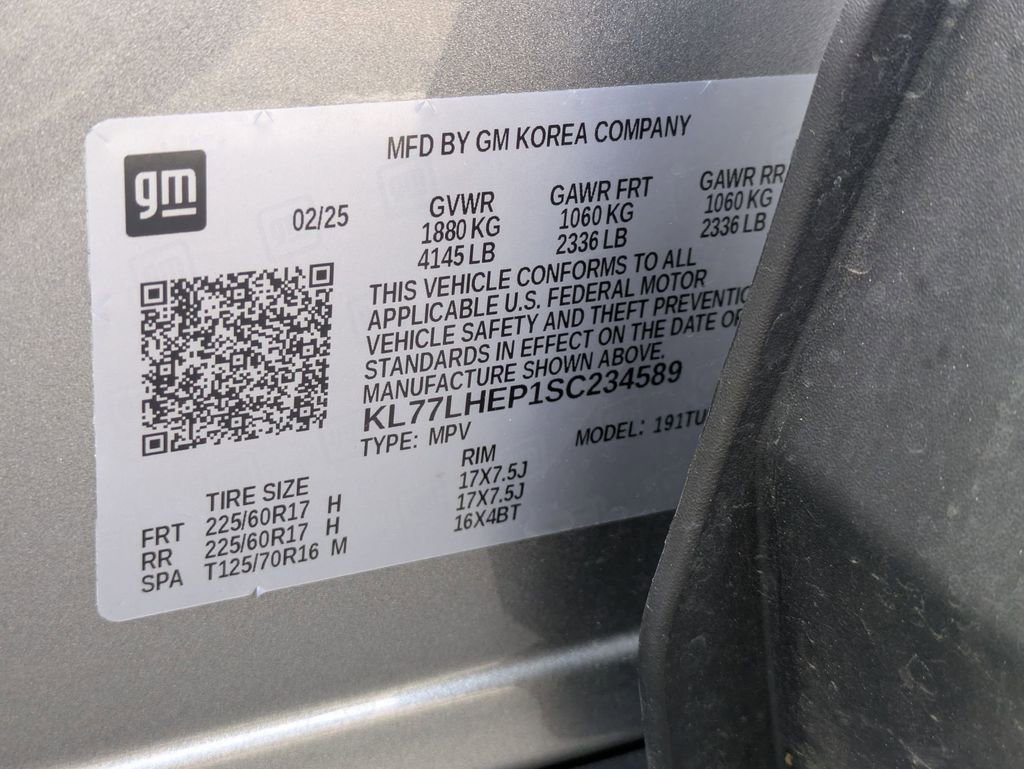 MFD BY GM KOREA COMPANY
gm
02/25
GVWR GAWR FRT GAWR RR
1880 KG 1060 KG 1060 KG
4145 LB 2336 LB 2336 LB
THIS VEHICLE CONFORMS TO ALL
APPLICABLE U.S. FEDERAL MOTOR
VEHICLE SAFETY AND THEFT PREVENTIO
STANDARDS IN EFFECT ON THE DATE OF
MANUFACTURE SHOWN ABOVE.
KL77LHEP1SC234589
TYPE: MPV MODEL: 191TU
TIRE SIZE RIM
FRT 225/60R17 H 17X7.5J
RR 225/60R17 H 17X7.5J
SPA T125/70R16 M 16X4BT